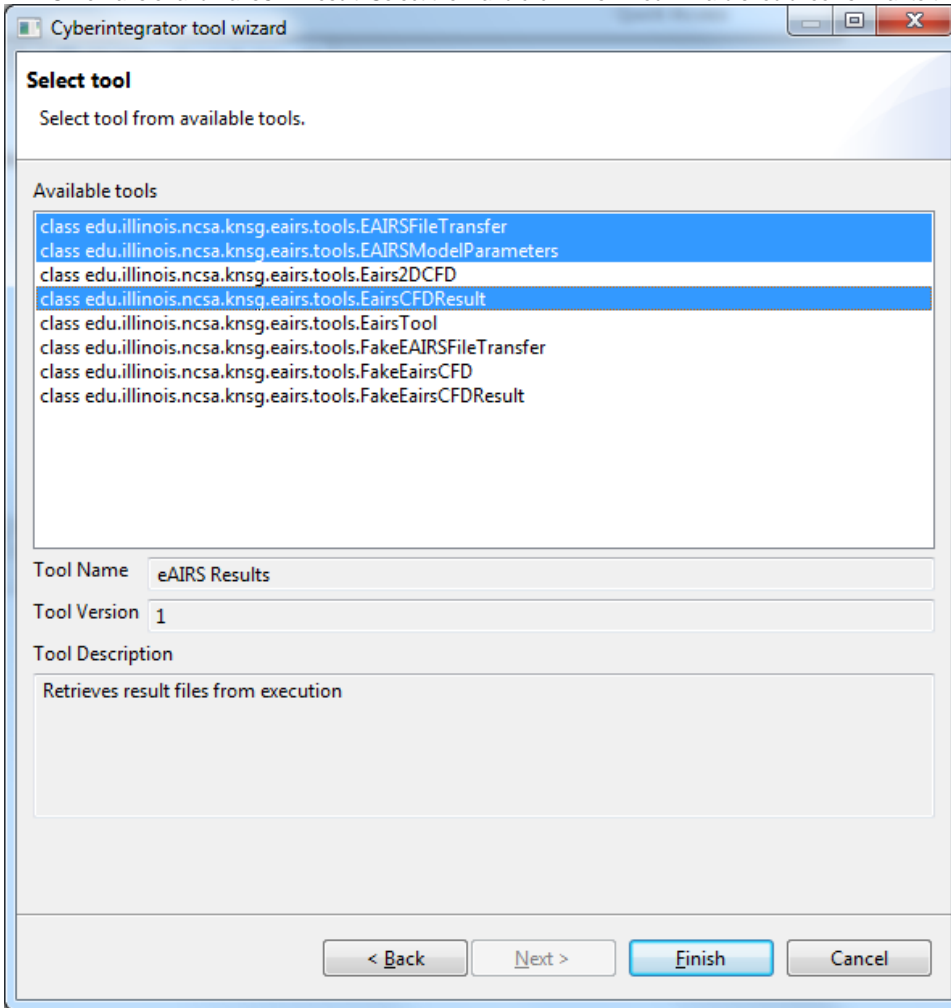 Cyberintegrator tool wizard
Select tool
Select tool from available tools.
Available tools
class edu.illinois.ncsa.knsg.eairs.tools.EAIRSFileTransfer
class edu.illinois.ncsa.knsg.eairs.tools.EAIRSModelParameters
class edu.illinois.ncsa.knsg.eairs.tools.Eairs2DCFD
class edu.illinois.ncsa.knsg.eairs.tools.EairsCFDResult
class edu.illinois.ncsa.knsg.eairs.tools.EairsTool
class edu.illinois.ncsa.knsg.eairs.tools.FakeEAIRSFileTransfer
class edu.illinois.ncsa.knsg.eairs.tools.FakeEairsCFD
class edu.illinois.ncsa.knsg.eairs.tools.FakeEairsCFDResult
Tool Name eAIRS Results
Tool Version 1
Tool Description
Retrieves result files from execution
< Back Next > Finish Cancel